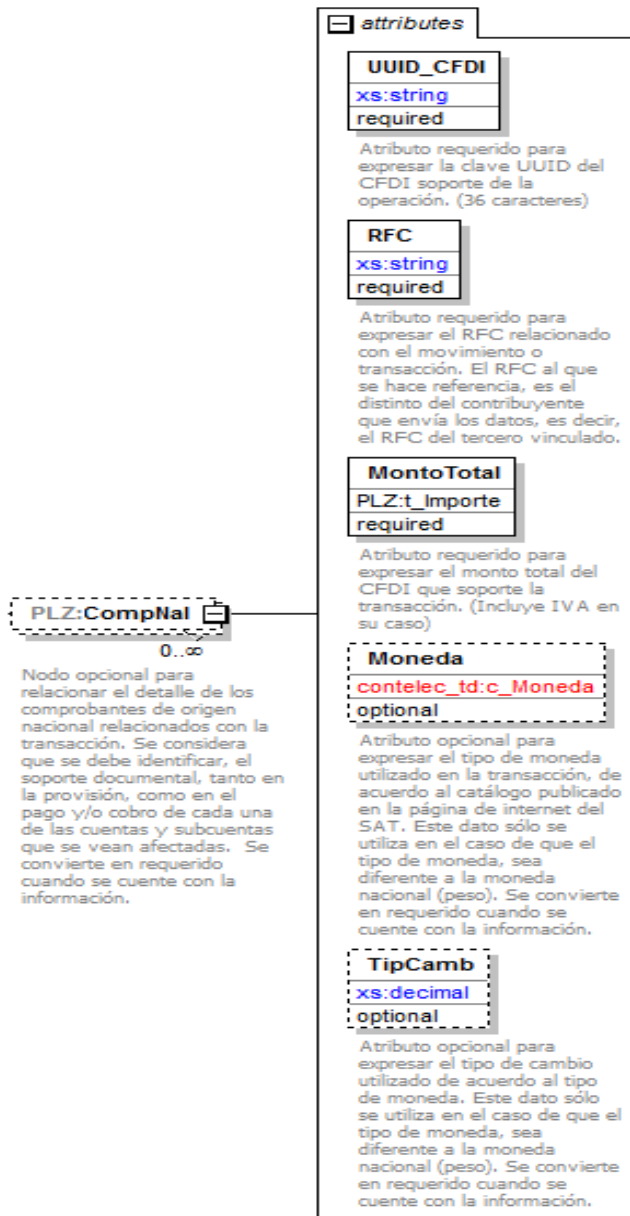 attributes
UUID_CFDI
xs:string
required
Atributo requerido para
expresar la clave UUID del
CFDI soporte de la
operación. (36 caracteres)
RFC
xs:string
required
Atributo requerido para
expresar el RFC relacionado
con el movimiento o
transacción. El RFC al que
se hace referencia, es el
distinto del contribuyente
que envía los datos, es decir,
el RFC del tercero vinculado.
MontoTotal
PLZ:t_Importe
required
Atributo requerido para
expresar el monto total del
CFDI que soporte la
transacción. (Incluye IVA en
su caso)
PLZ:CompNal
0..∞
Nodo opcional para
relacionar el detalle de los
comprobantes de origen
nacional relacionados con la
transacción. Se considera
que se debe identificar, el
soporte documental, tanto en
la provisión, como en el
pago y/o cobro de cada una
de las cuentas y subcuentas
que se vean afectadas.  Se
convierte en requerido
cuando se cuente con la
información.
Moneda
contelec_td:c_Moneda
optional
Atributo opcional para
expresar el tipo de moneda
utilizado en la transacción, de
acuerdo al catálogo publicado
en la página de internet del
SAT. Este dato sólo se
utiliza en el caso de que el
tipo de moneda, sea
diferente a la moneda
nacional (peso). Se convierte
en requerido cuando se
cuente con la información.
TipCamb
xs:decimal
optional
Atributo opcional para
expresar el tipo de cambio
utilizado de acuerdo al tipo
de moneda. Este dato sólo
se utiliza en el caso de que el
tipo de moneda, sea
diferente a la moneda
nacional (peso). Se convierte
en requerido cuando se
cuente con la información.